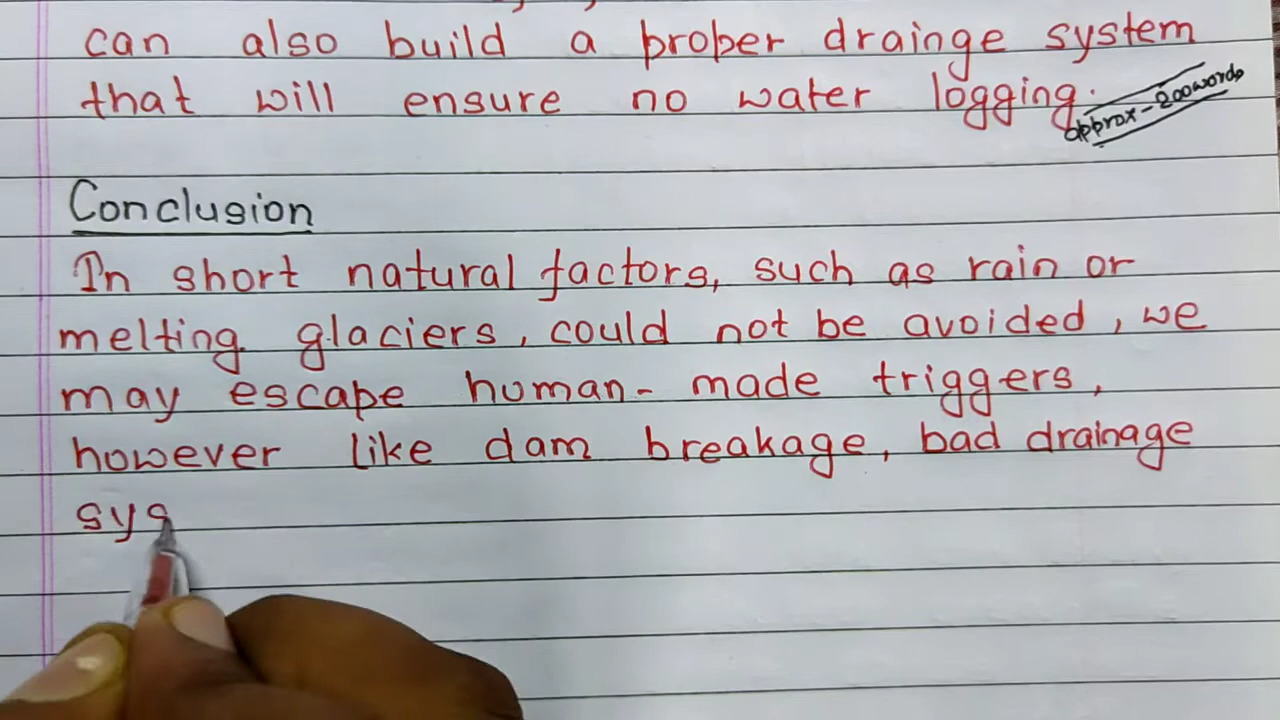 can also build a proper drainge system
that will ensure no water logging.
approx-200words
Conclusion
In short natural factors, such as rain or
melting glaciers, could not be avoided, we
may escape human-made triggers,
however like dam breakage, bad drainage
sys